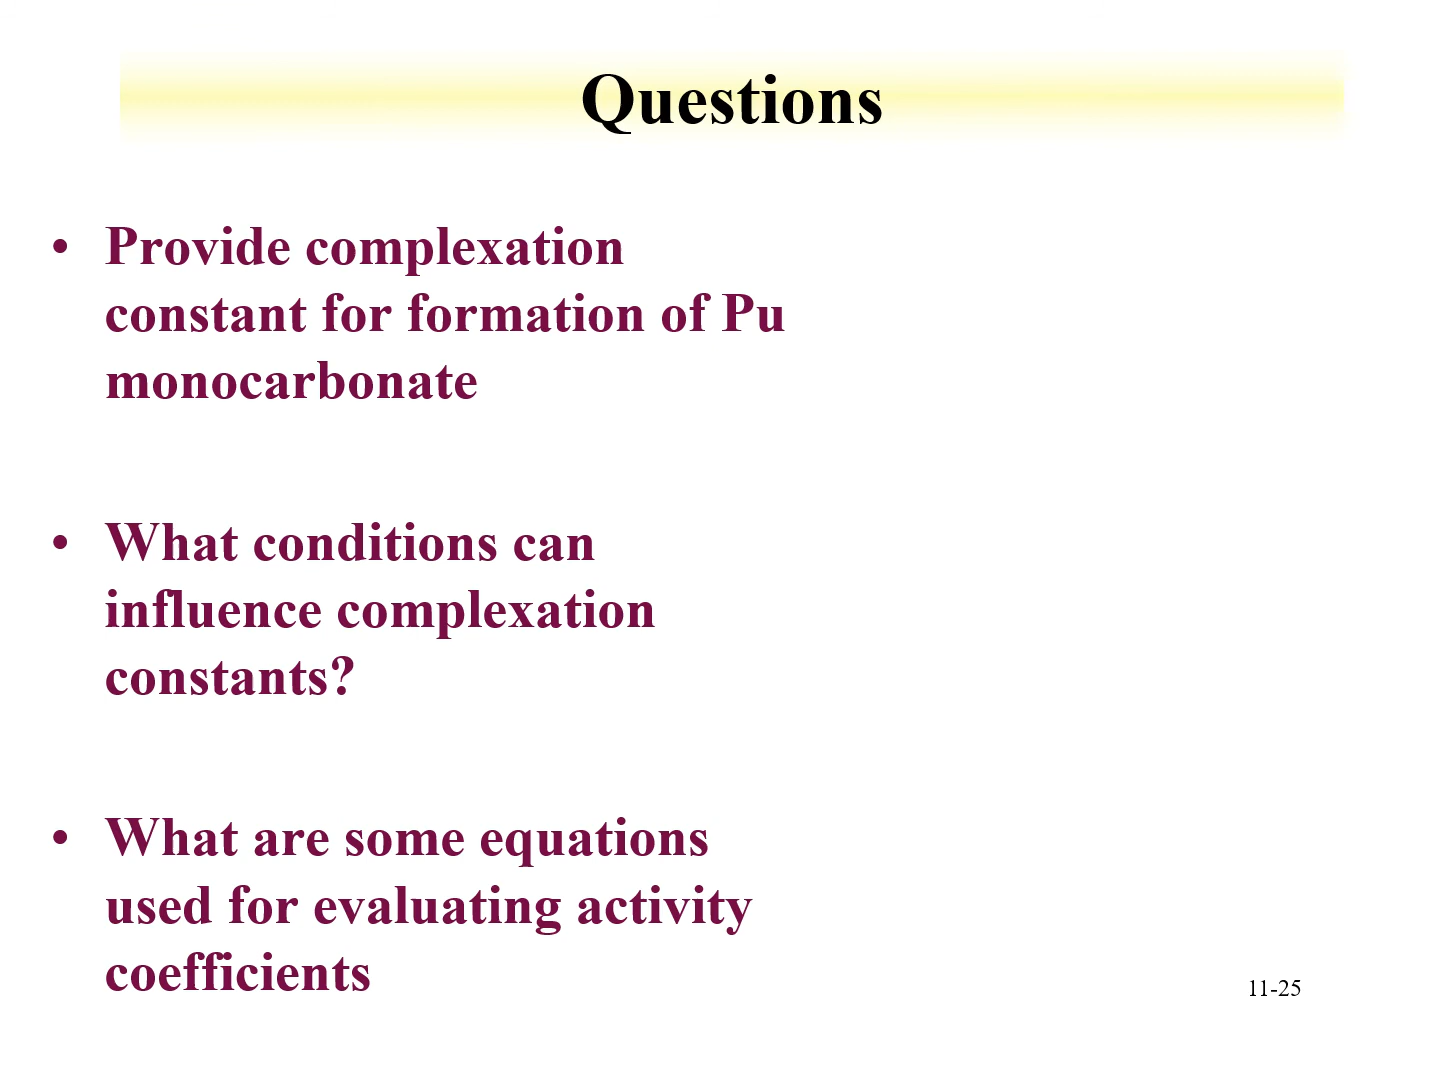 Questions
• Provide complexation
constant for formation of Pu
monocarbonate
• What conditions can
influence complexation
constants?
• What are some equations
used for evaluating activity
coefficients
11-25